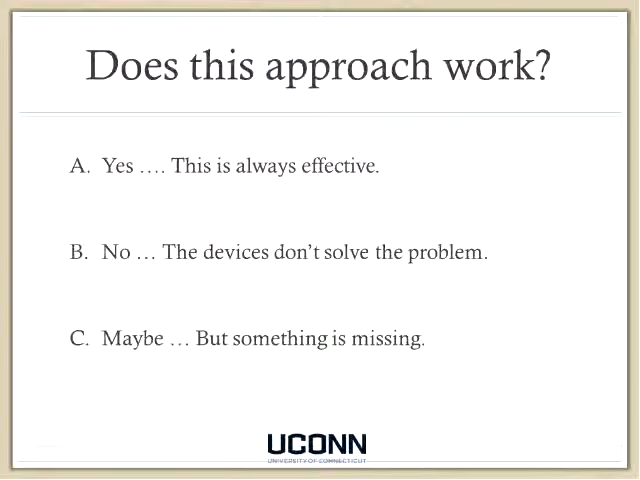 Does this approach work?
A. Yes …. This is always effective.
B. No … The devices don't solve the problem.
C. Maybe … But something is missing.
UCONN
UNIVERSITY OF CONNECTICUT